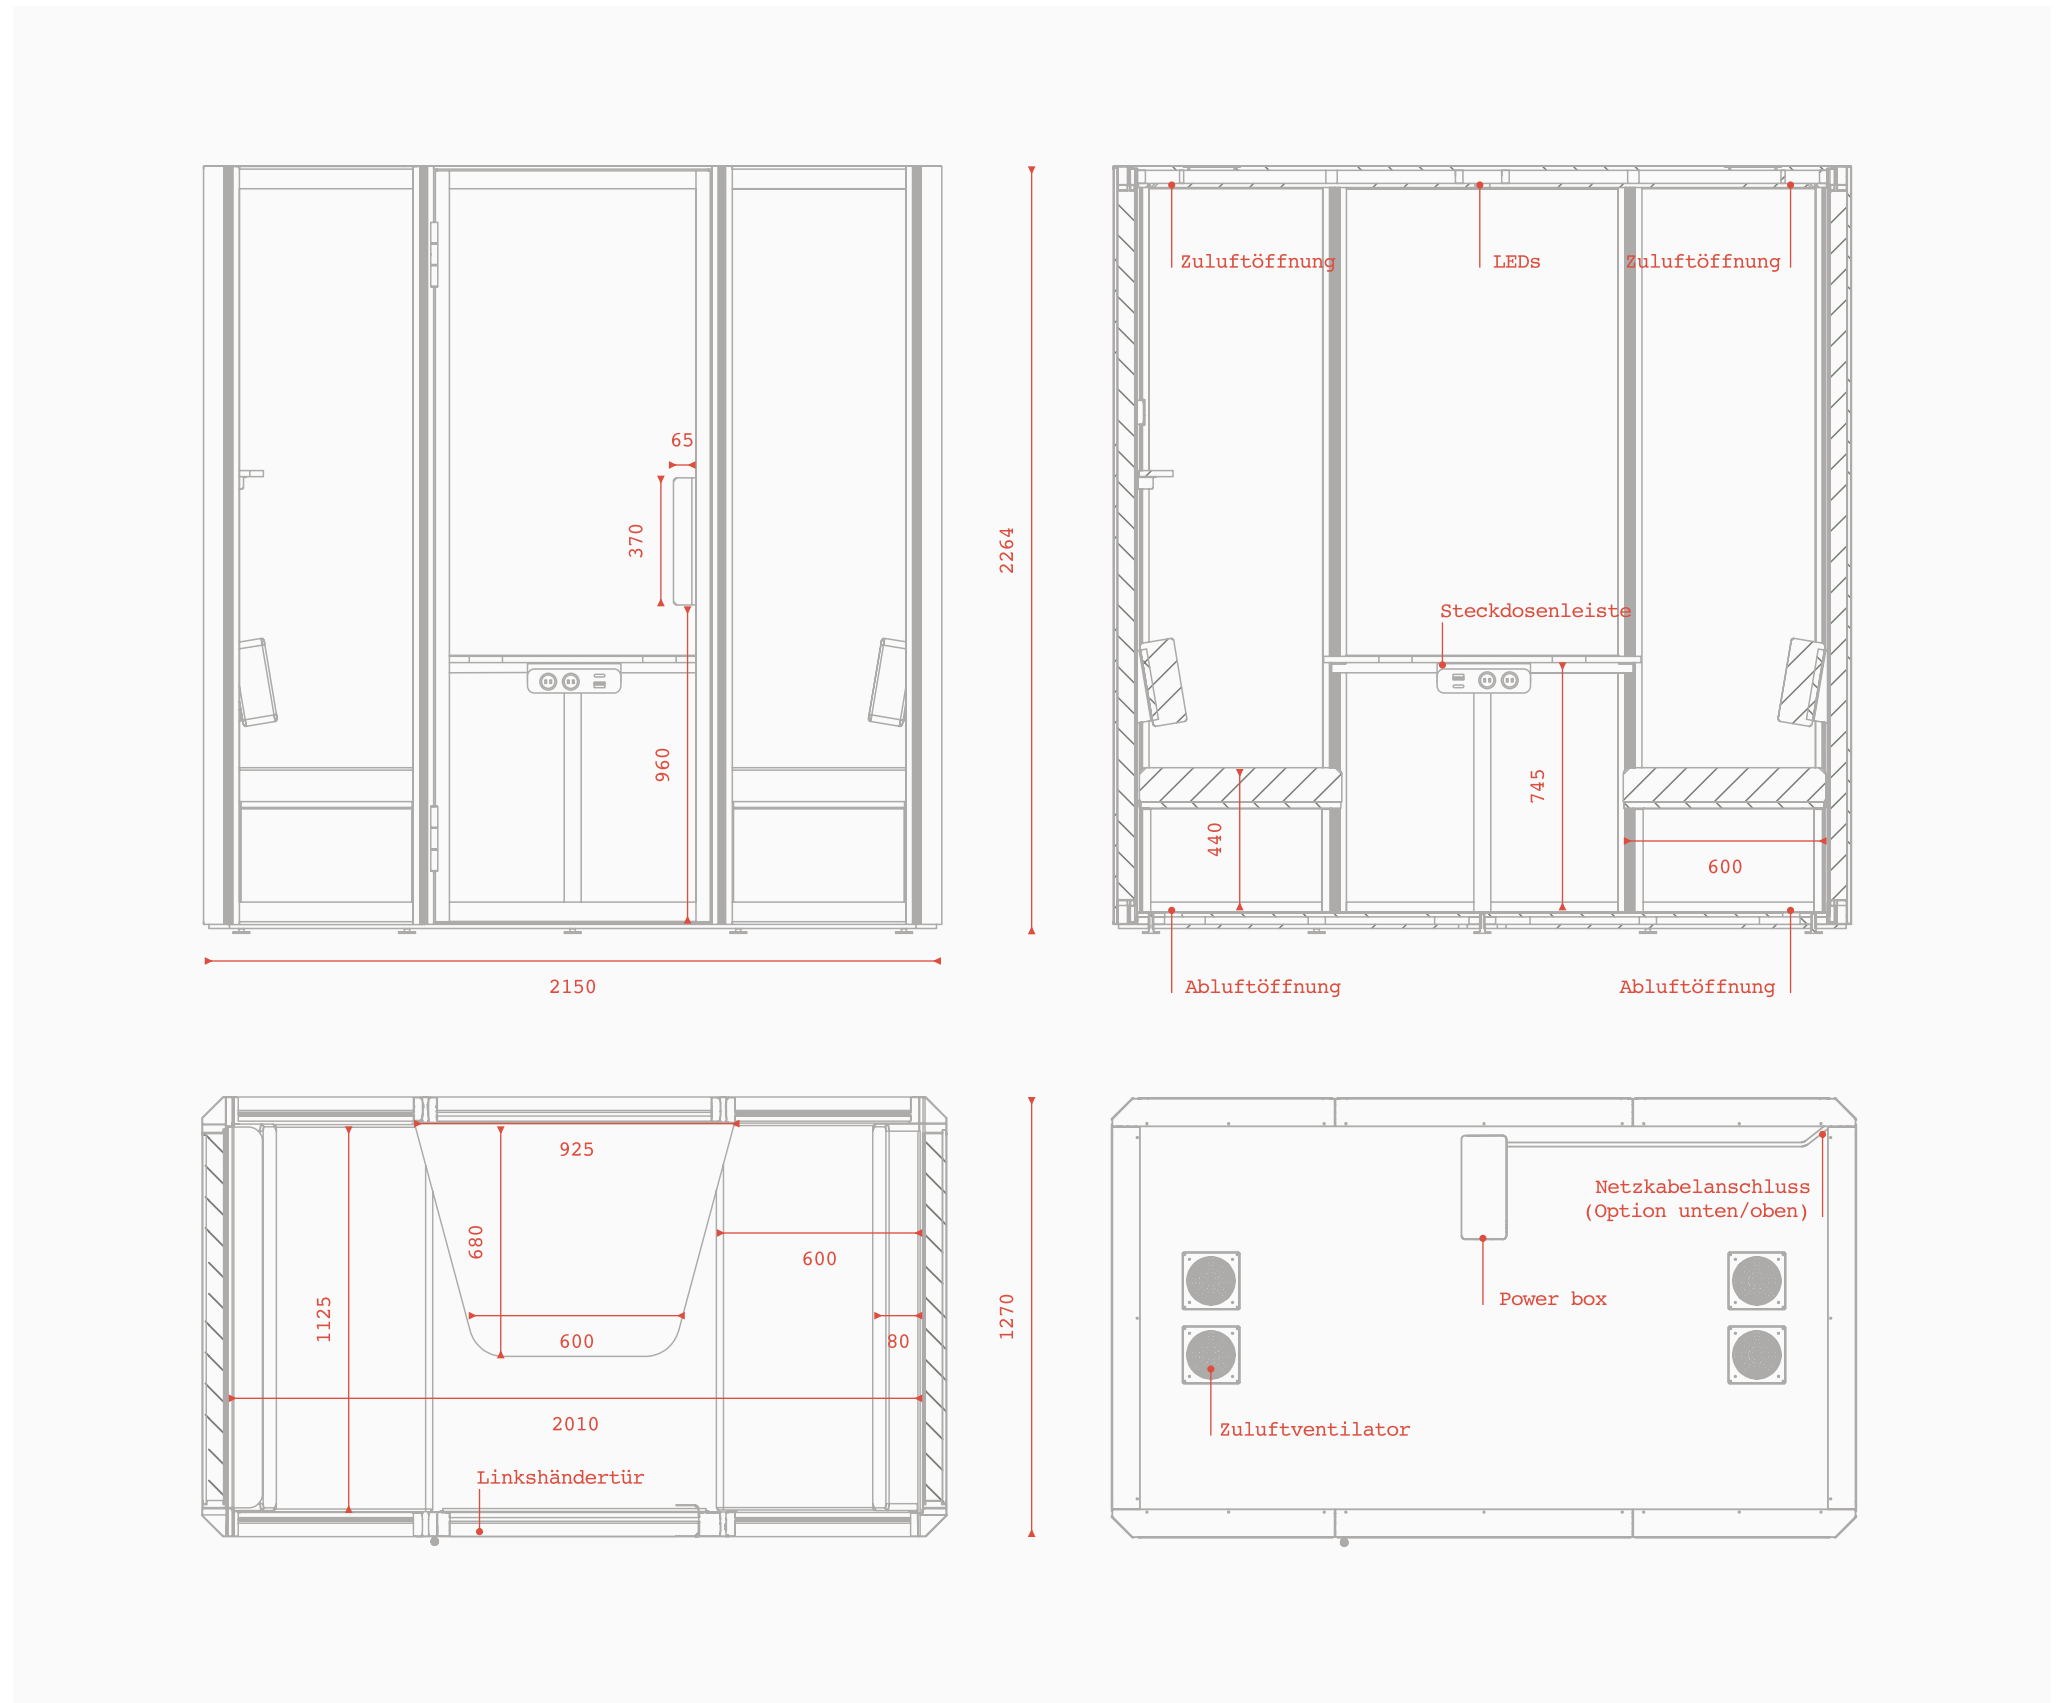 Zuluftöffnung
LEDs
Zuluftöffnung
65
370
2264
Steckdosenleiste
960
745
440
600
2150
Abluftöffnung
Abluftöffnung
925
680
600
1125
600
80
2010
Linkshändertür
1270
Netzkabelanschluss
(Option unten/oben)
Power box
Zuluftventilator